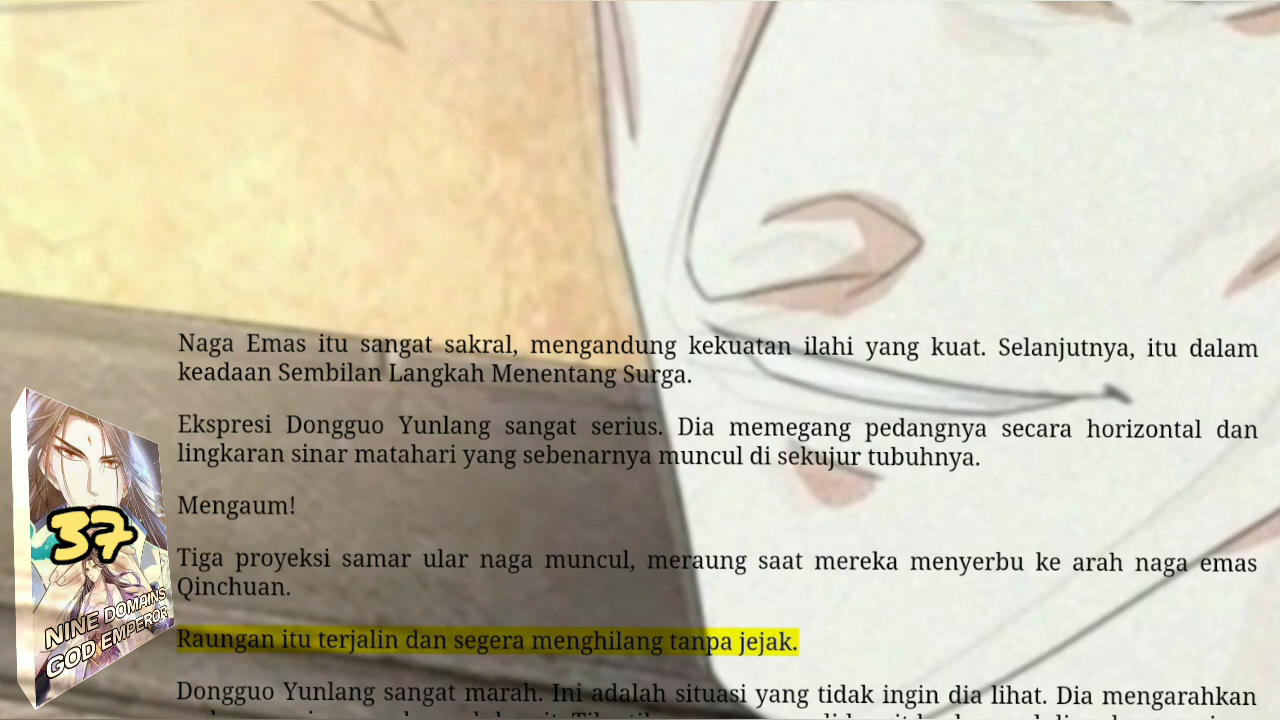 Naga Emas itu sangat sakral, mengandung kekuatan ilahi yang kuat. Selanjutnya, itu dalam
keadaan Sembilan Langkah Menentang Surga.
Ekspresi Dongguo Yunlang sangat serius. Dia memegang pedangnya secara horizontal dan
lingkaran sinar matahari yang sebenarnya muncul di sekujur tubuhnya.
Mengaum!
Tiga proyeksi samar ular naga muncul, meraung saat mereka menyerbu ke arah naga emas
Qinchuan.
Raungan itu terjalin dan segera menghilang tanpa jejak.
Dongguo Yunlang sangat marah. Ini adalah situasi yang tidak ingin dia lihat. Dia mengarahkan
37
NINE DOMAINS
GOD EMPEROR